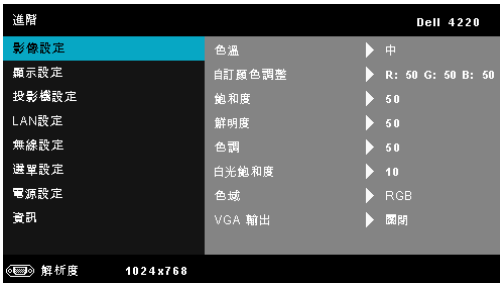 進階 Dell 4220
影像設定 色溫 中
顯示設定 自訂顏色調整 R: 50 G: 50 B: 50
投影機設定 飽和度 50
LAN設定 鮮明度 50
無線設定 色調 50
選單設定 白光飽和度 10
電源設定 色域 RGB
資訊 VGA 輸出 關閉
解析度 1024x768